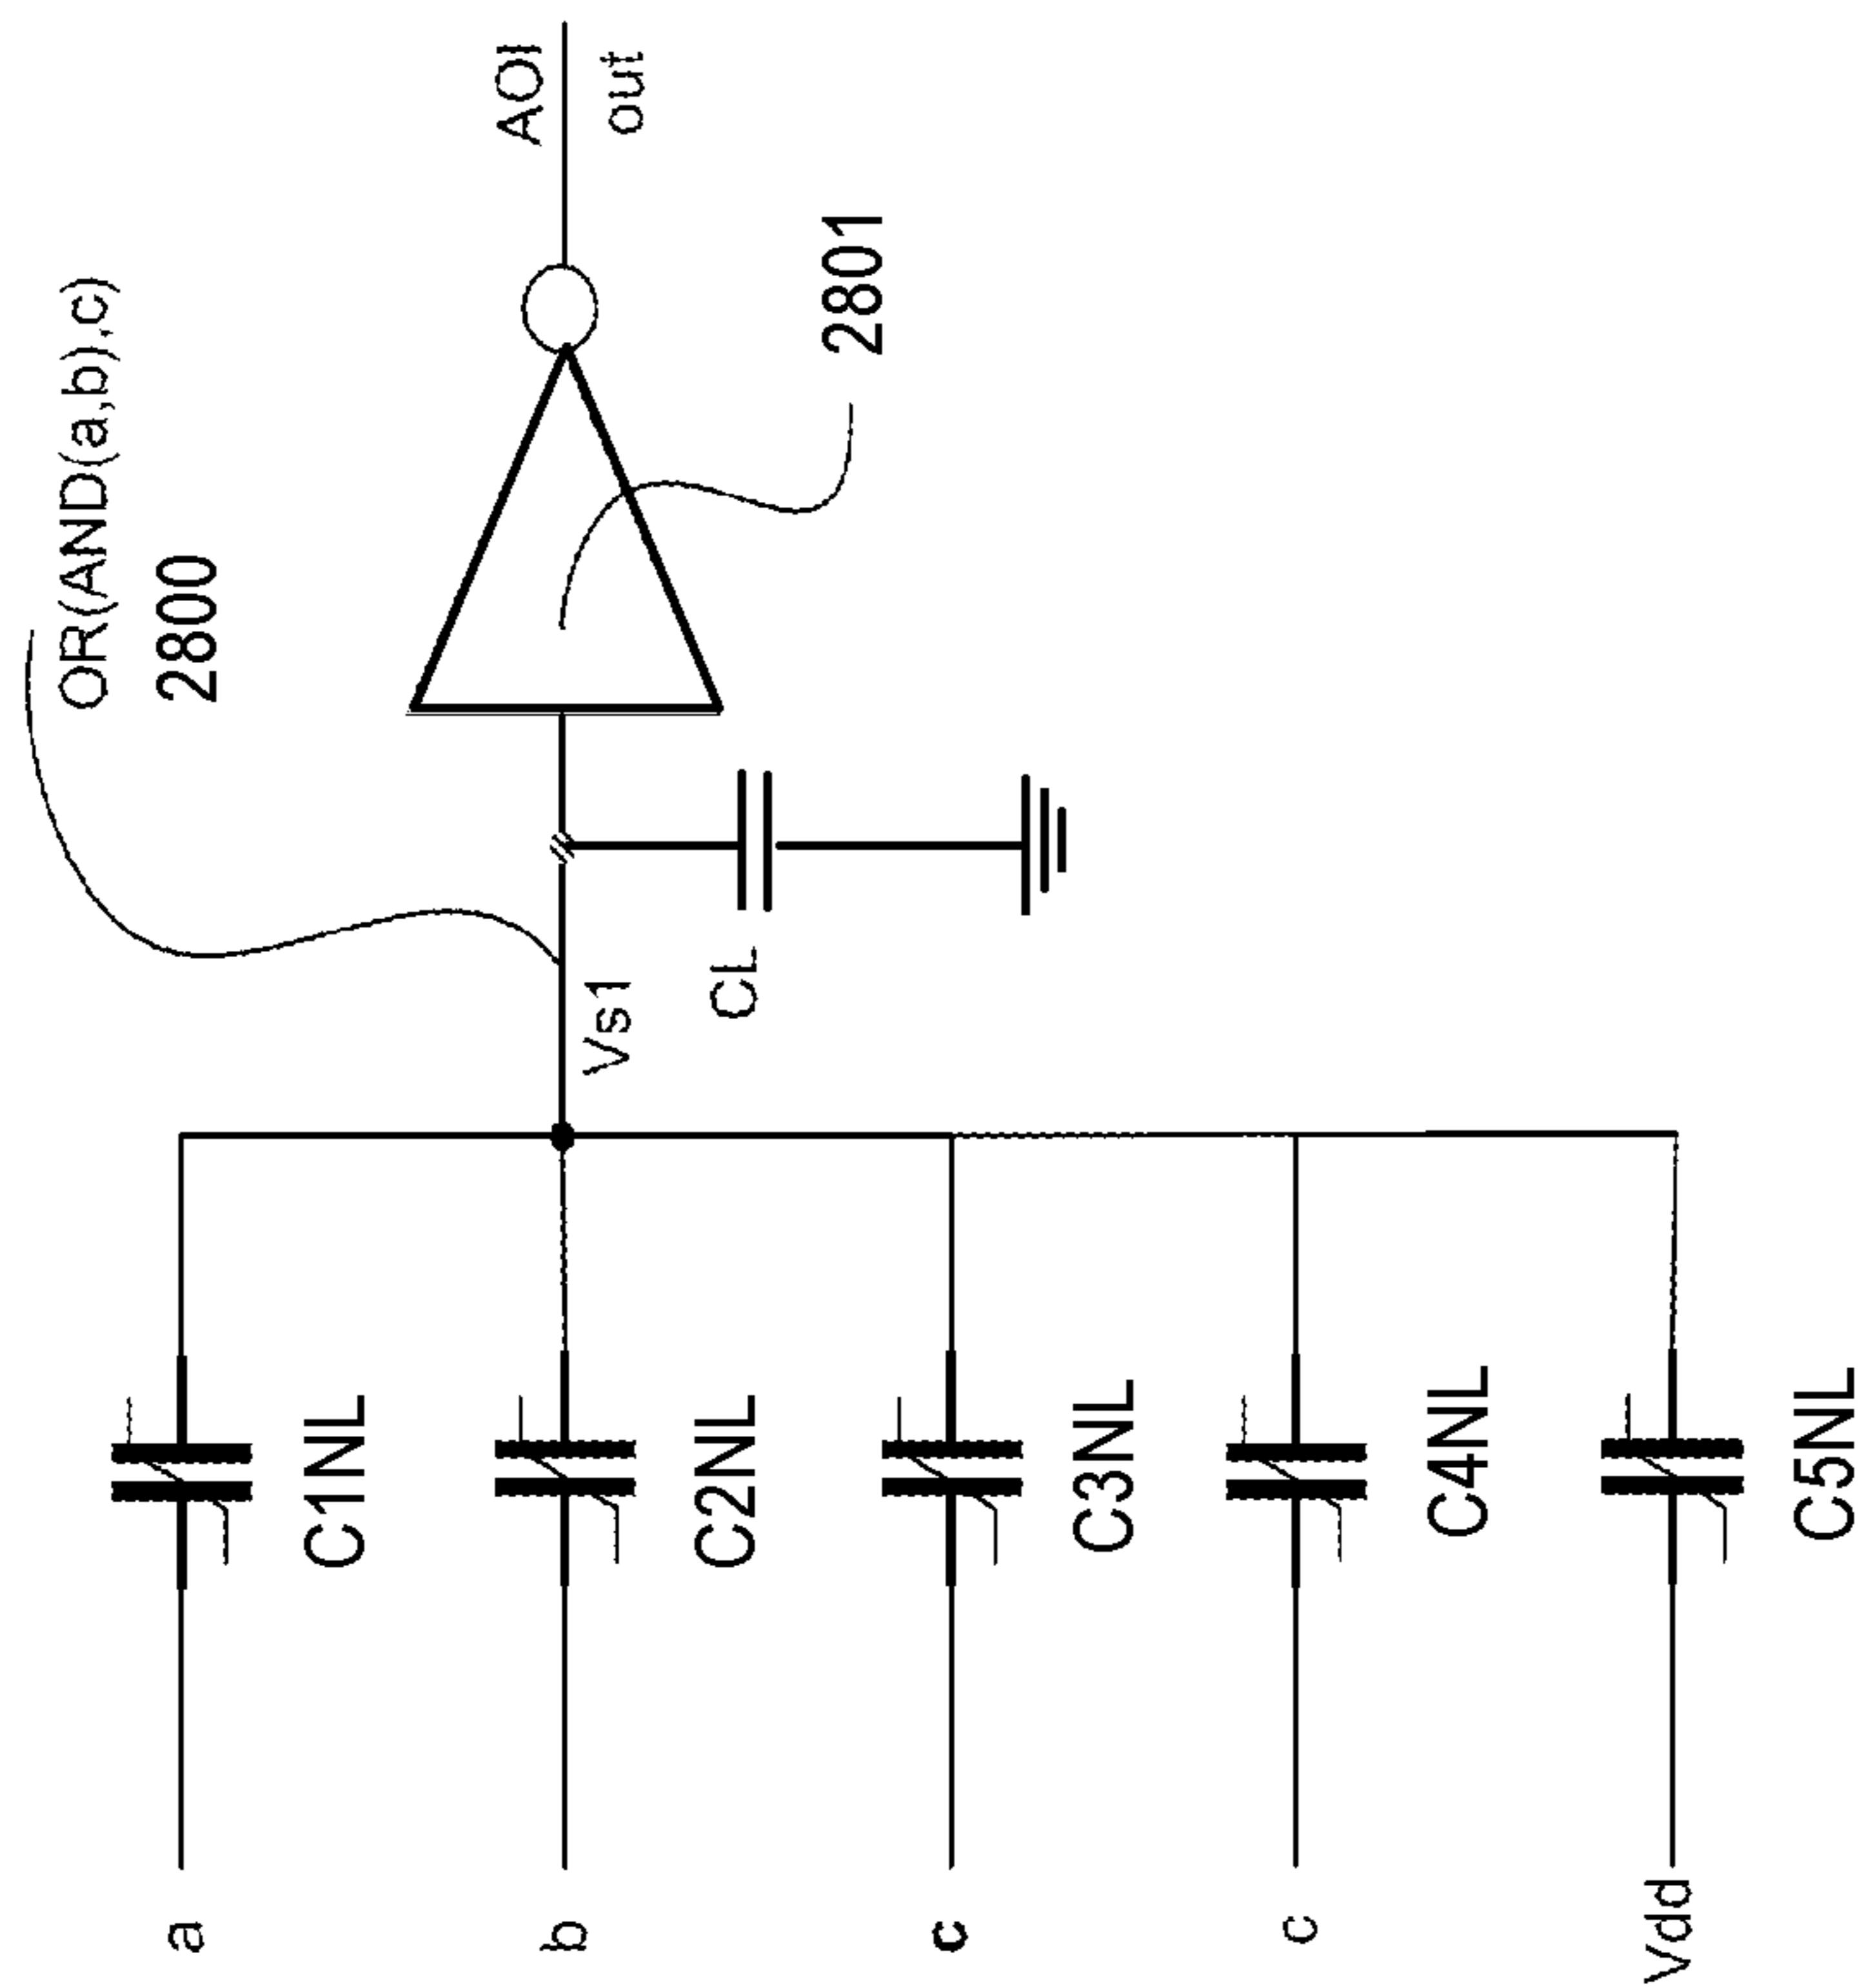 a
C1NL
b
C2NL
c
C3NL
c
C4NL
Vdd
C5NL
Vs1
CL
OR(AND(a,b),c)
2800
2801
AOI
out